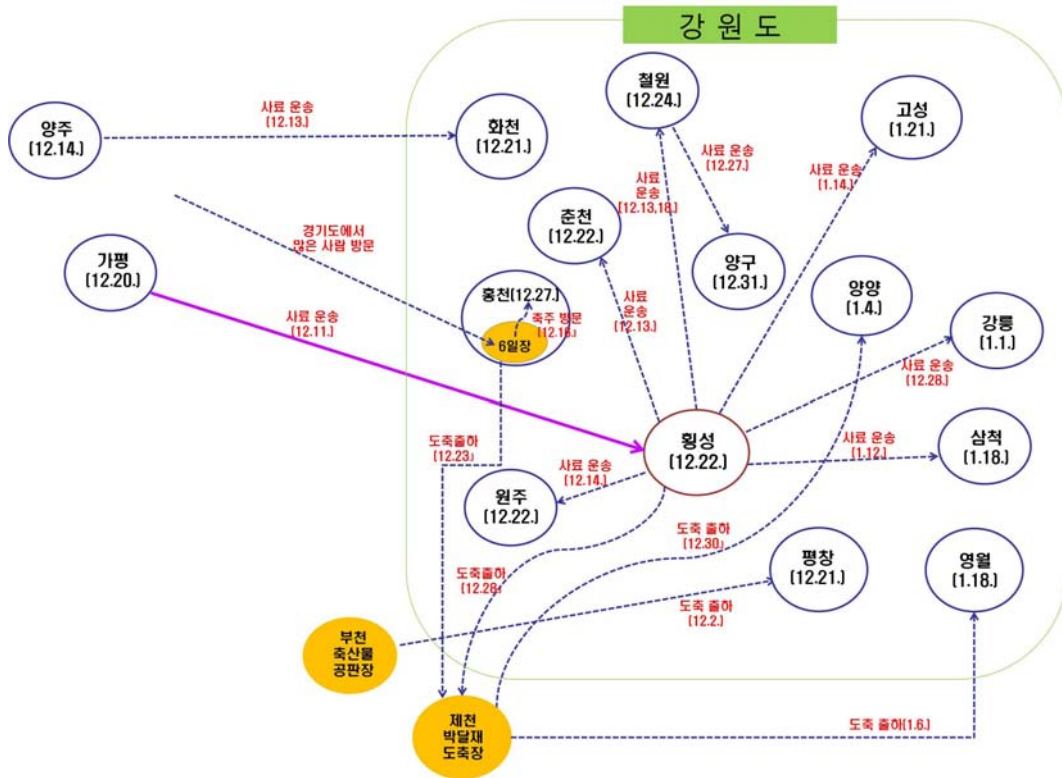 강 원 도
양주
(12.14.)
사료 운송
(12.13.)
화천
(12.21.)
철원
(12.24.)
고성
(1.21.)
사료 운송
(12.27.)
사료 운송
(1.14.)
사료
운송
(12.13,18.)
춘천
(12.22.)
양구
(12.31.)
경기도에서
많은 사람 방문
가평
(12.20.)
홍천(12.27.)
축주 방문
(12.16.)
6일장
사료
운송
(12.13.)
양양
(1.4.)
강릉
(1.1.)
사료 운송
(12.11.)
사료 운송
(12.28.)
횡성
(12.22.)
사료 운송
(1.12.)
삼척
(1.18.)
도축출하
(12.23.)
사료 운송
(12.14.)
원주
(12.22.)
도축 출하
(12.30.)
평창
(12.21.)
영월
(1.18.)
도축출하
(12.28.)
도축 출하
(12.2.)
부천
축산물
공판장
제천
박달재
도축장
도축 출하(1.6.)